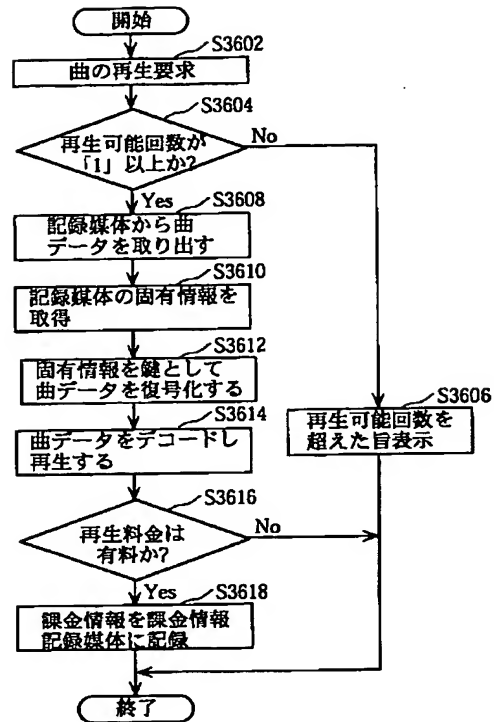 開始
S3602
曲の再生要求
S3604
再生可能回数が
「1」以上か?
No
Yes
S3608
記録媒体から曲
データを取り出す
S3610
記録媒体の固有情報を
取得
S3612
固有情報を鍵として
曲データを復号化する
S3606
再生可能回数を
超えた旨表示
S3614
曲データをデコードし
再生する
S3616
再生料金は
有料か?
No
Yes
S3618
課金情報を課金情報
記録媒体に記録
終了